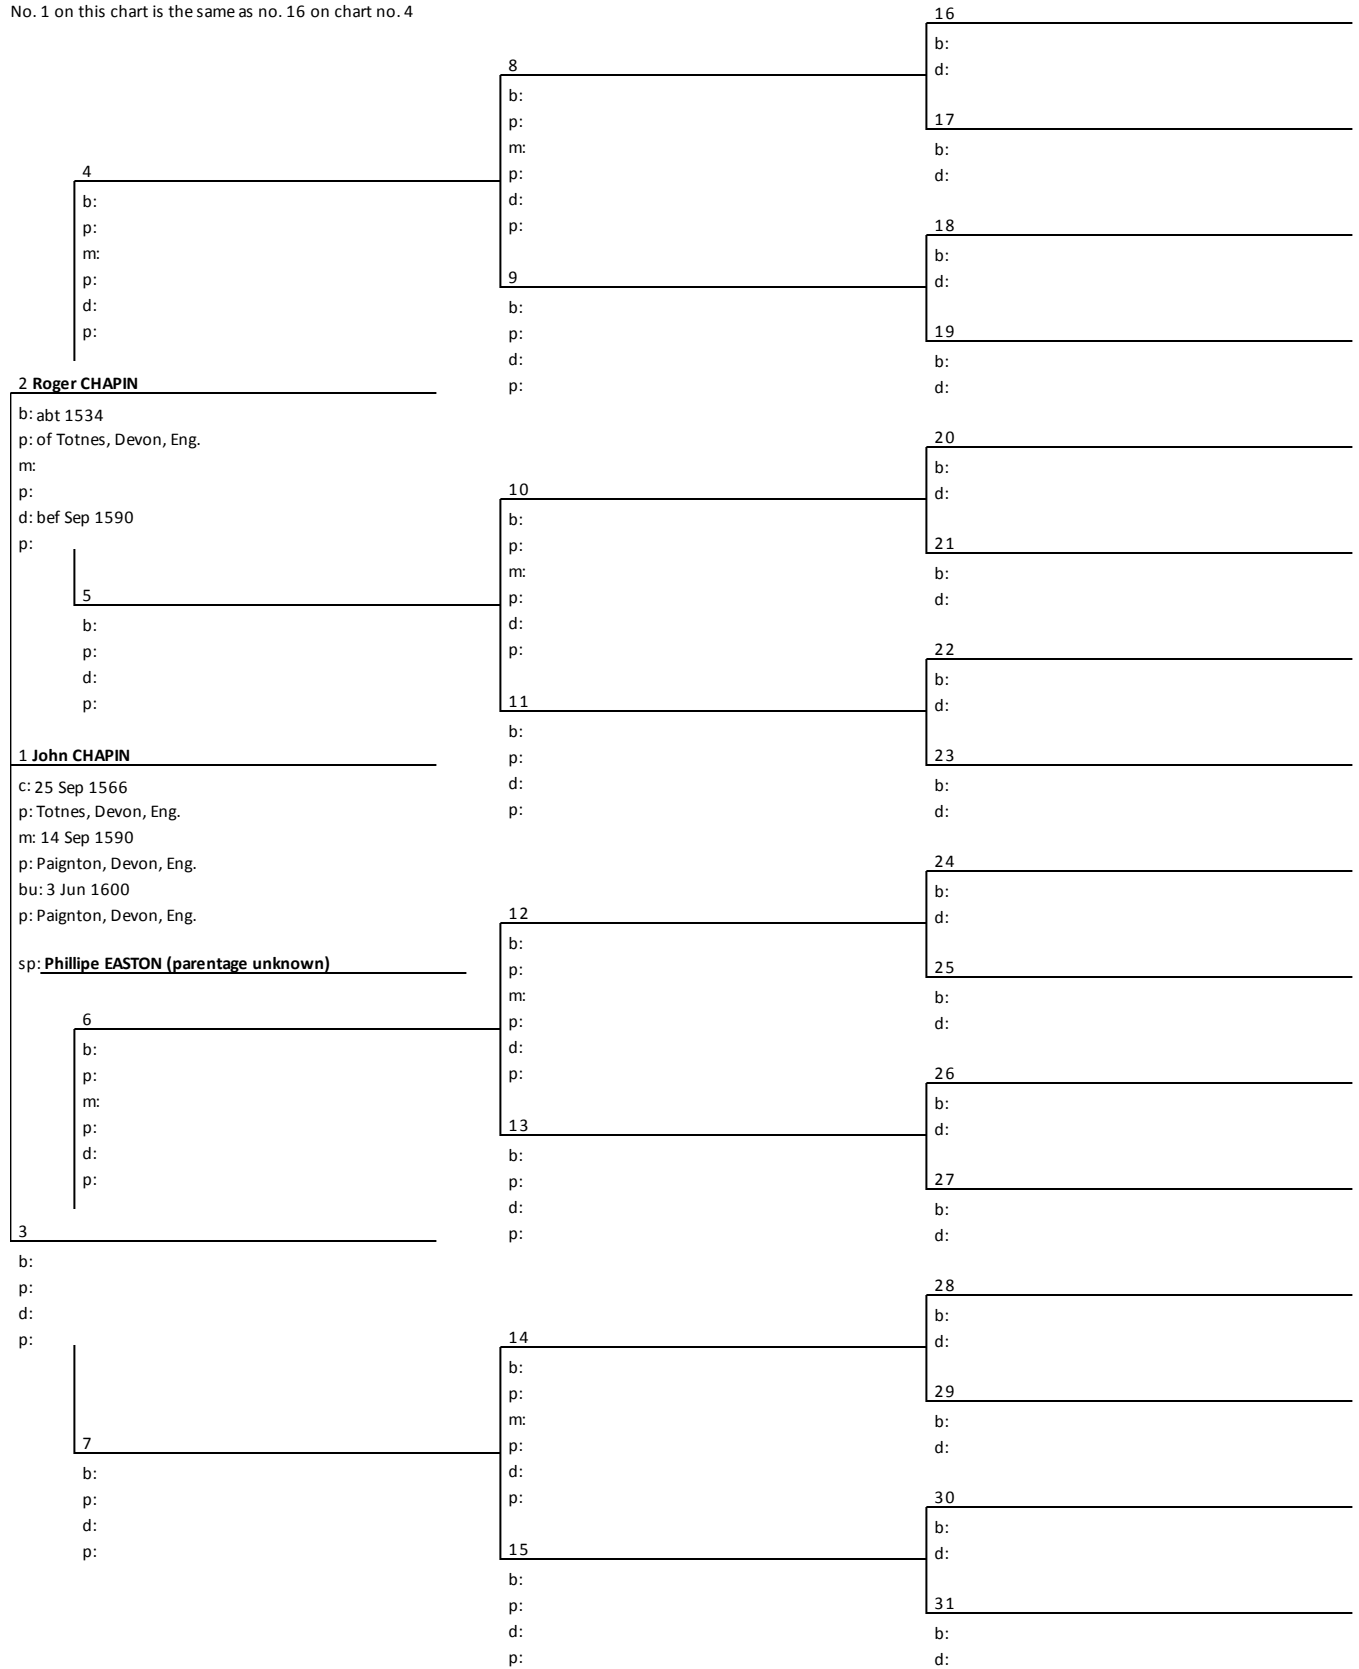 No. 1 on this chart is the same as no. 16 on chart no. 4
16
b:
d:
8
b:
p:
m:
p:
d:
p:
17
b:
d:
4
b:
p:
m:
p:
d:
p:
18
b:
d:
9
b:
p:
d:
p:
19
b:
d:
2 Roger CHAPIN
b: abt 1534
p: of Totnes, Devon, Eng.
m:
p:
d: bef Sep 1590
p:
20
b:
d:
10
b:
p:
m:
p:
d:
p:
21
b:
d:
5
b:
p:
d:
p:
22
b:
d:
11
b:
p:
d:
p:
23
b:
d:
1 John CHAPIN
c: 25 Sep 1566
p: Totnes, Devon, Eng.
m: 14 Sep 1590
p: Paignton, Devon, Eng.
bu: 3 Jun 1600
p: Paignton, Devon, Eng.
sp: Phillipe EASTON (parentage unknown)
24
b:
d:
12
b:
p:
m:
p:
d:
p:
25
b:
d:
6
b:
p:
m:
p:
d:
p:
26
b:
d:
13
b:
p:
d:
p:
27
b:
d:
3
b:
p:
d:
p:
28
b:
d:
14
b:
p:
m:
p:
d:
p:
29
b:
d:
7
b:
p:
d:
p:
30
b:
d:
15
b:
p:
d:
p:
31
b:
d: